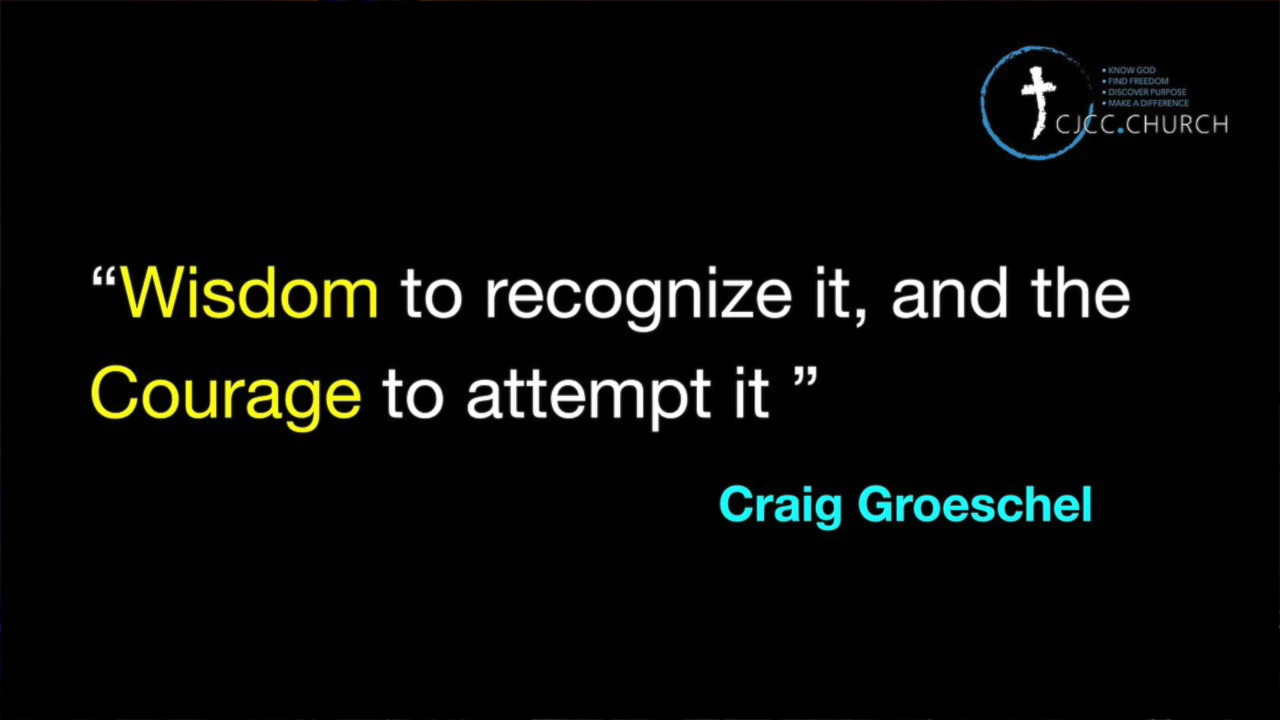 • KNOW GOD
• FIND FREEDOM
• DISCOVER PURPOSE
• MAKE A DIFFERENCE
CJCC.CHURCH
“Wisdom to recognize it, and the
Courage to attempt it ”
Craig Groeschel